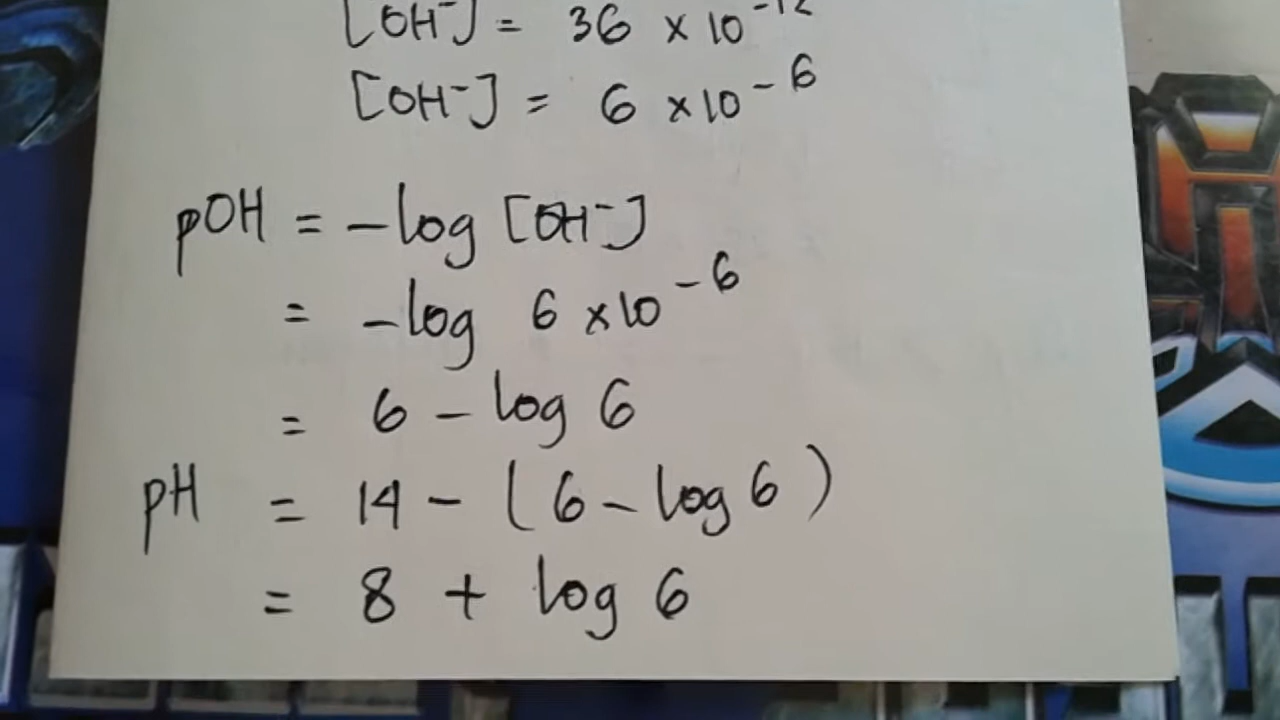 [OH⁻] = 36 × 10⁻¹²
[OH⁻] = 6 × 10⁻⁶
pOH = −log [OH⁻]
= −log 6 × 10⁻⁶
= 6 − log 6
pH = 14 − (6 − log 6)
= 8 + log 6